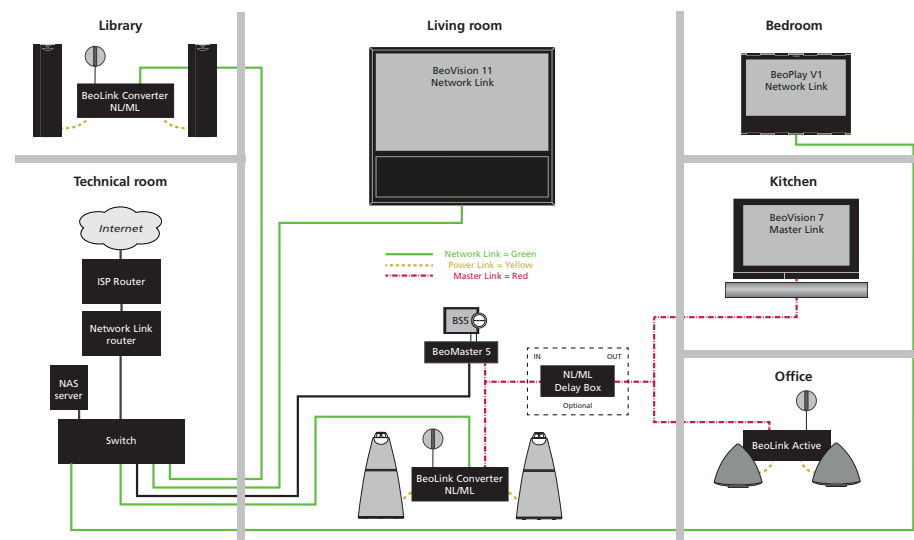 Library
BeoLink Converter
NL/ML
Living room
BeoVision 11
Network Link
Bedroom
BeoPlay V1
Network Link
Technical room
Internet
ISP Router
Network Link
router
NAS
server
Switch
Network Link = Green
Power Link = Yellow
Master Link = Red
BS5
BeoMaster 5
IN
OUT
NL/ML
Delay Box
Optional
BeoLink Converter
NL/ML
Kitchen
BeoVision 7
Master Link
Office
BeoLink Active